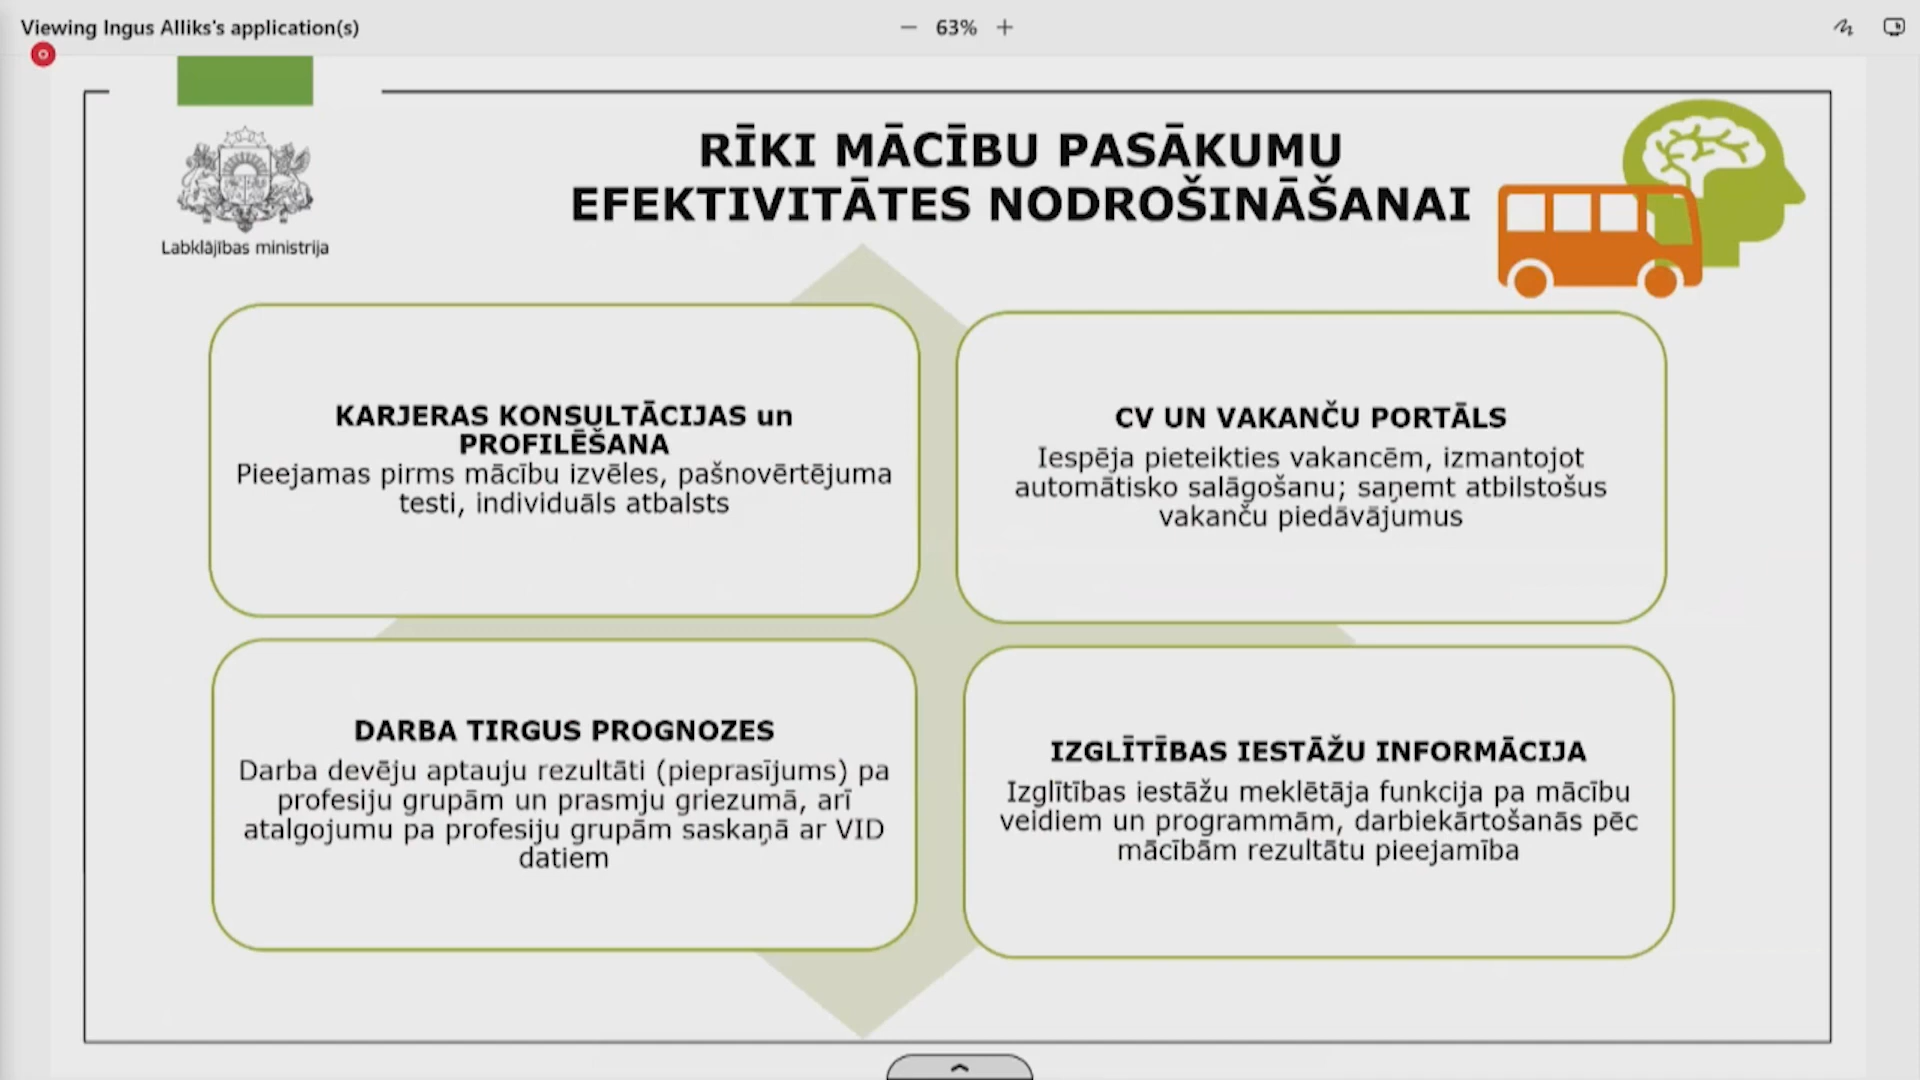 Viewing Ingus Alliks's application(s)
63%
Labklājības ministrija
RĪKI MĀCĪBU PASĀKUMU
EFEKTIVITĀTES NODROŠINĀŠANAI
KARJERAS KONSULTĀCIJAS un
PROFILĒŠANA
Pieejamas pirms mācību izvēles, pašnovērtējuma
testi, individuāls atbalsts
CV UN VAKANČU PORTĀLS
Iespēja pieteikties vakancēm, izmantojot
automātisko salāgošanu; saņemt atbilstošus
vakanču piedāvājumus
DARBA TIRGUS PROGNOZES
Darba devēju aptauju rezultāti (pieprasījums) pa
profesiju grupām un prasmju griezumā, arī
atalgojumu pa profesiju grupām saskaņā ar VID
datiem
IZGLĪTĪBAS IESTĀŽU INFORMĀCIJA
Izglītības iestāžu meklētāja funkcija pa mācību
veidiem un programmām, darbiekārtošanās pēc
mācībām rezultātu pieejamība